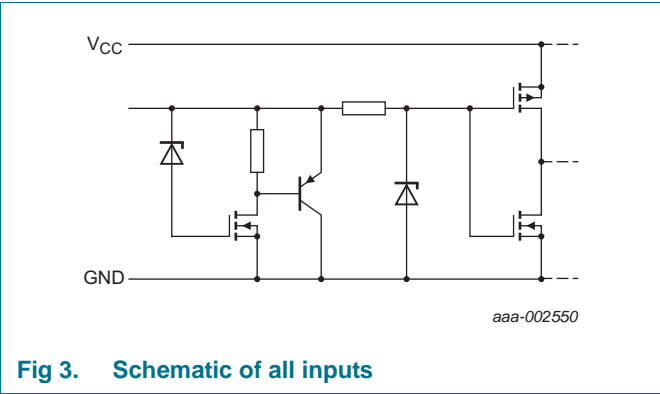 VCC
GND
aaa-002550
Fig 3. Schematic of all inputs